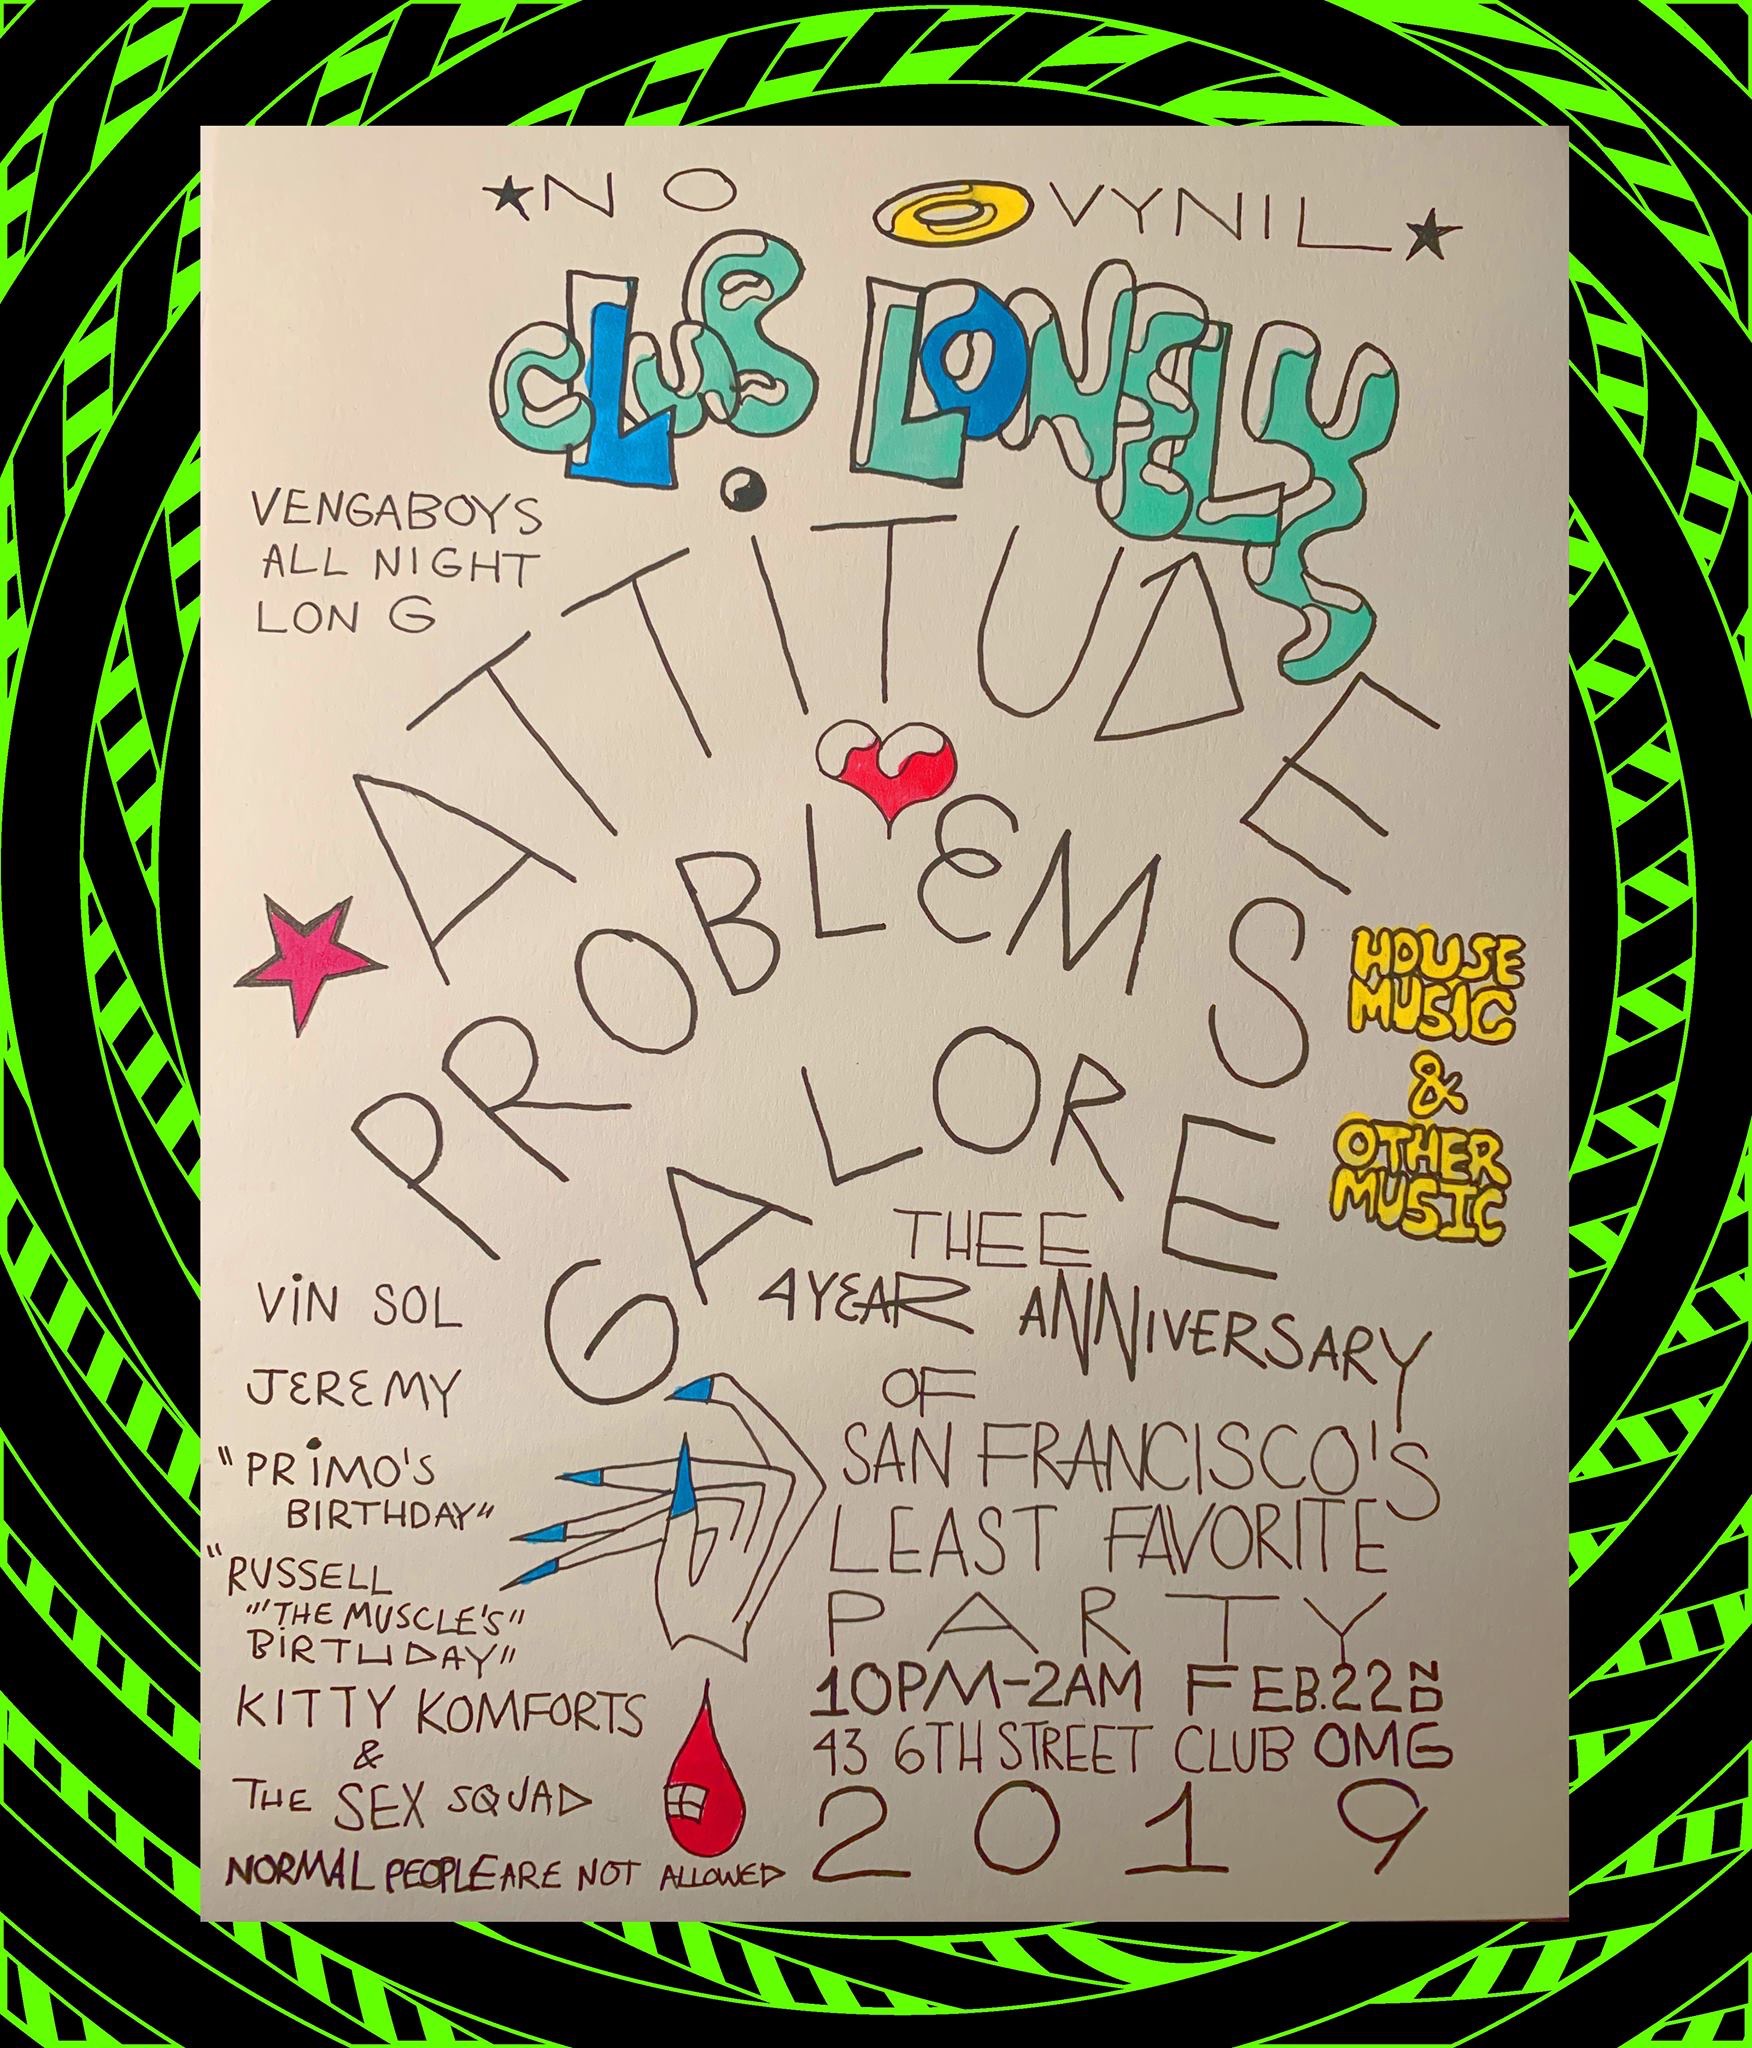 NO VYNIL
CLUB LONELY
VENGABOYS
ALL NIGHT
LONG
ATTITUDE
PROBLEMS
GALORE
HOUSE
MUSIC
&
OTHER
MUSIC
THEE
4YEAR ANNIVERSARY
OF
SAN FRANCISCO'S
LEAST FAVORITE
PARTY
10PM-2AM FEB.22ND
43 6TH STREET CLUB OMG
2019
ViN SOL
JEREMY
"PRiMO'S
BIRTHDAY"
"RUSSELL
"'THE MUSCLE'S"
BiRTHDAY"
KITTY KOMFORTS
&
THE SEX SQUAD
NORMAL PEOPLE ARE NOT ALLOWED